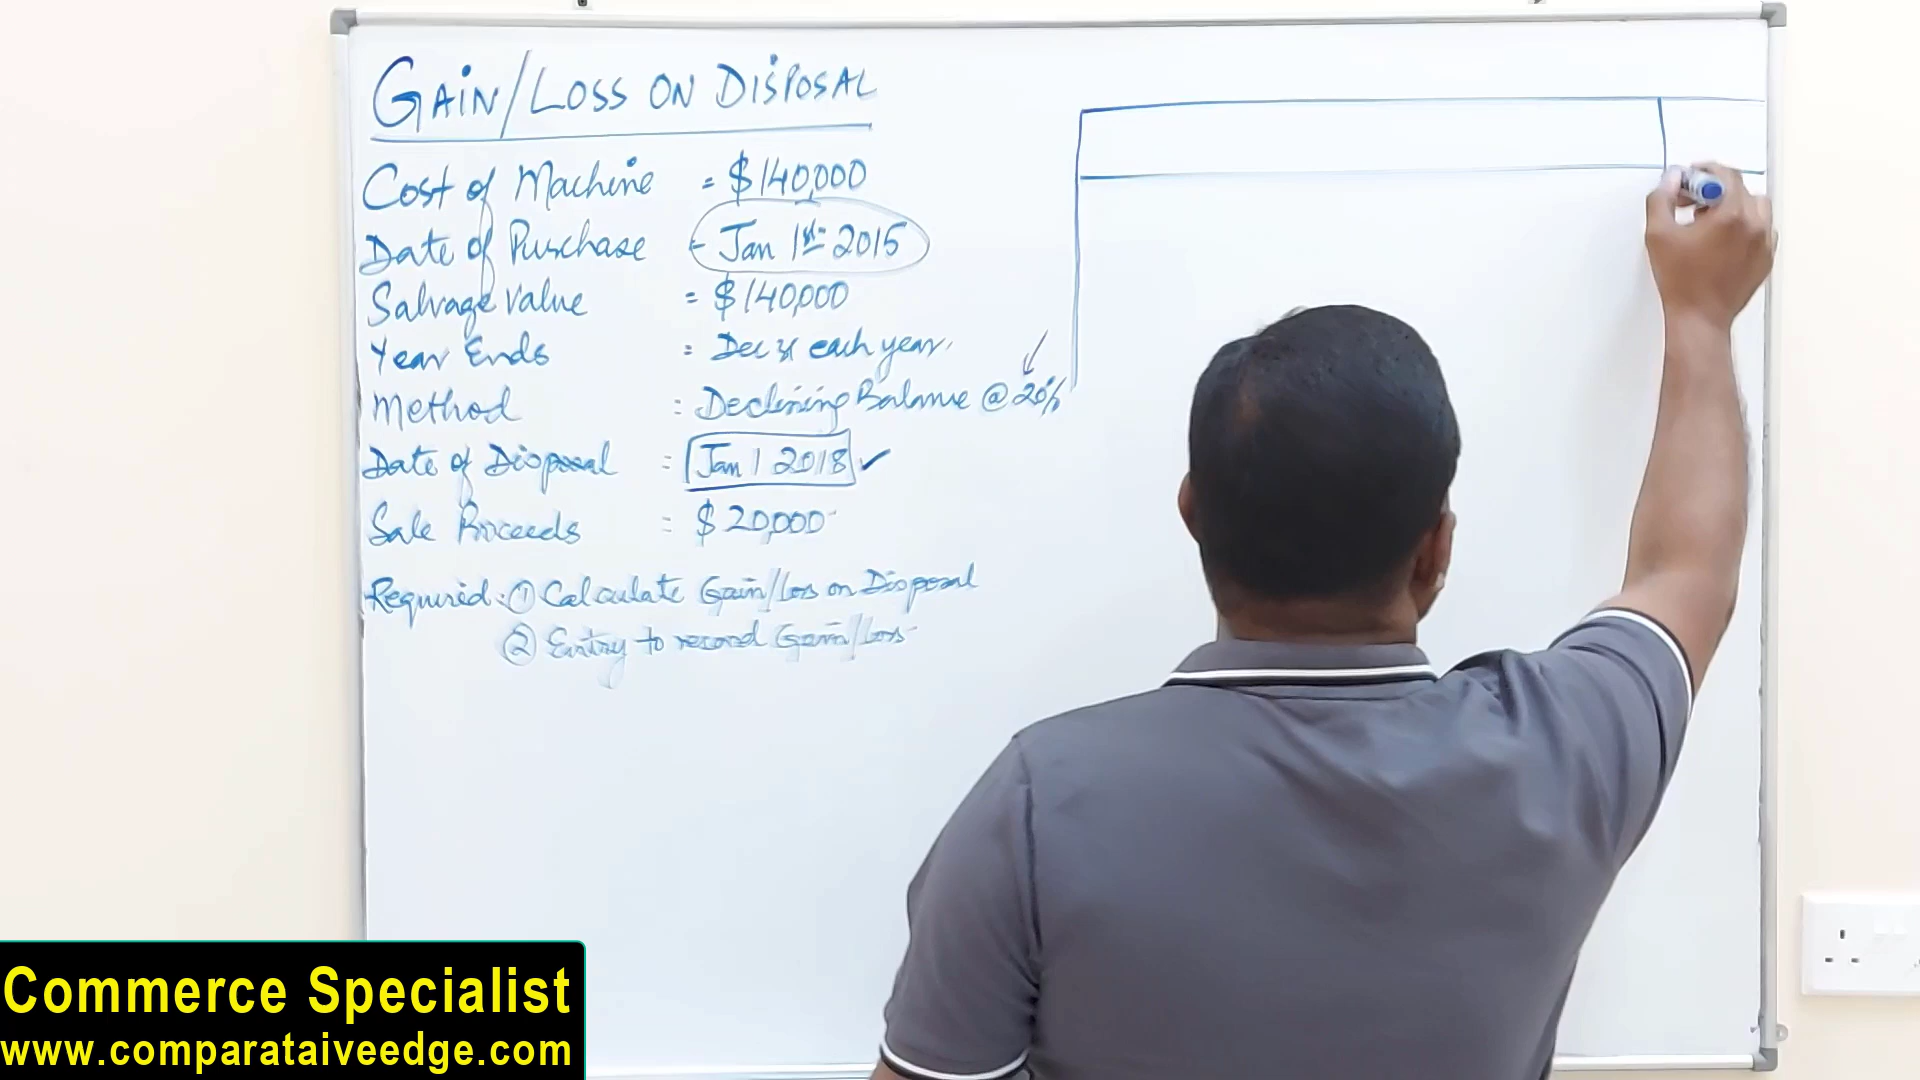 GAIN/LOSS ON DISPOSAL
Cost of Machine = $140,000
Date of Purchase - Jan 1st 2015
Salvage value = $140,000
Year Ends = Dec 31 each year.
Method : Declining Balance @ 20%
Date of Disposal : Jan 1 2018 ✓
Sale Proceeds : $20,000
Required: ① Calculate Gain/Loss on Disposal
② Entry to record Gain/Loss
Commerce Specialist
www.comparataiveedge.com